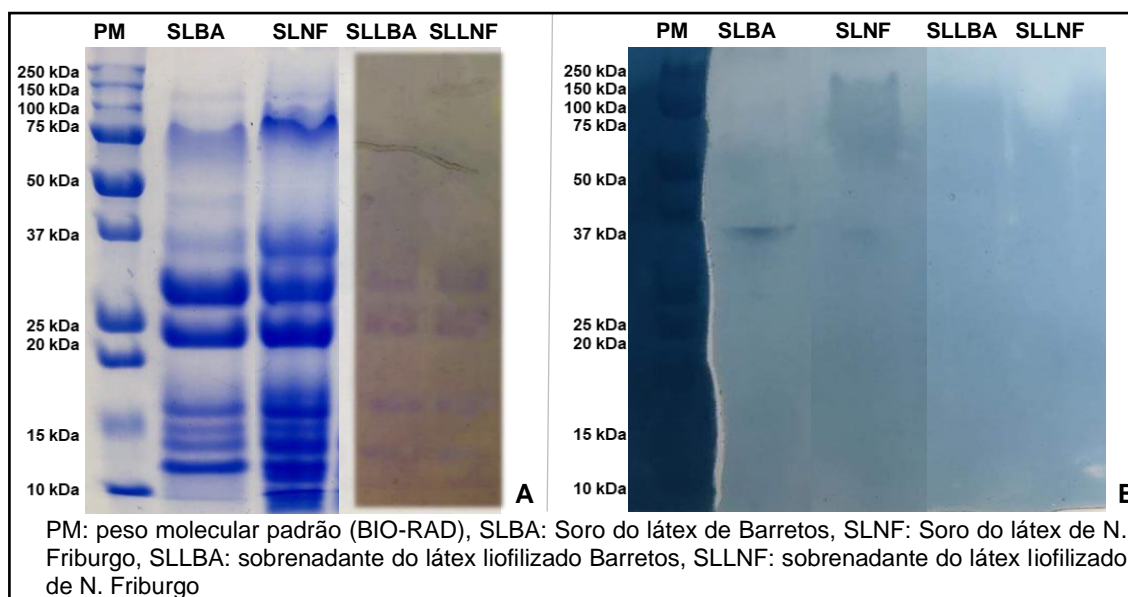 PM SLBA SLNF SLLBA SLLNF
250 kDa
150 kDa
100 kDa
75 kDa
50 kDa
37 kDa
25 kDa
20 kDa
15 kDa
10 kDa
A
PM SLBA SLNF SLLBA SLLNF
250 kDa
150 kDa
100 kDa
75 kDa
50 kDa
37 kDa
25 kDa
20 kDa
15 kDa
10 kDa
PM: peso molecular padrão (BIO-RAD), SLBA: Soro do látex de Barretos, SLNF: Soro do látex de N.
Friburgo, SLLBA: sobrenadante do látex liofilizado Barretos, SLLNF: sobrenadante do látex liofilizado
de N. Friburgo